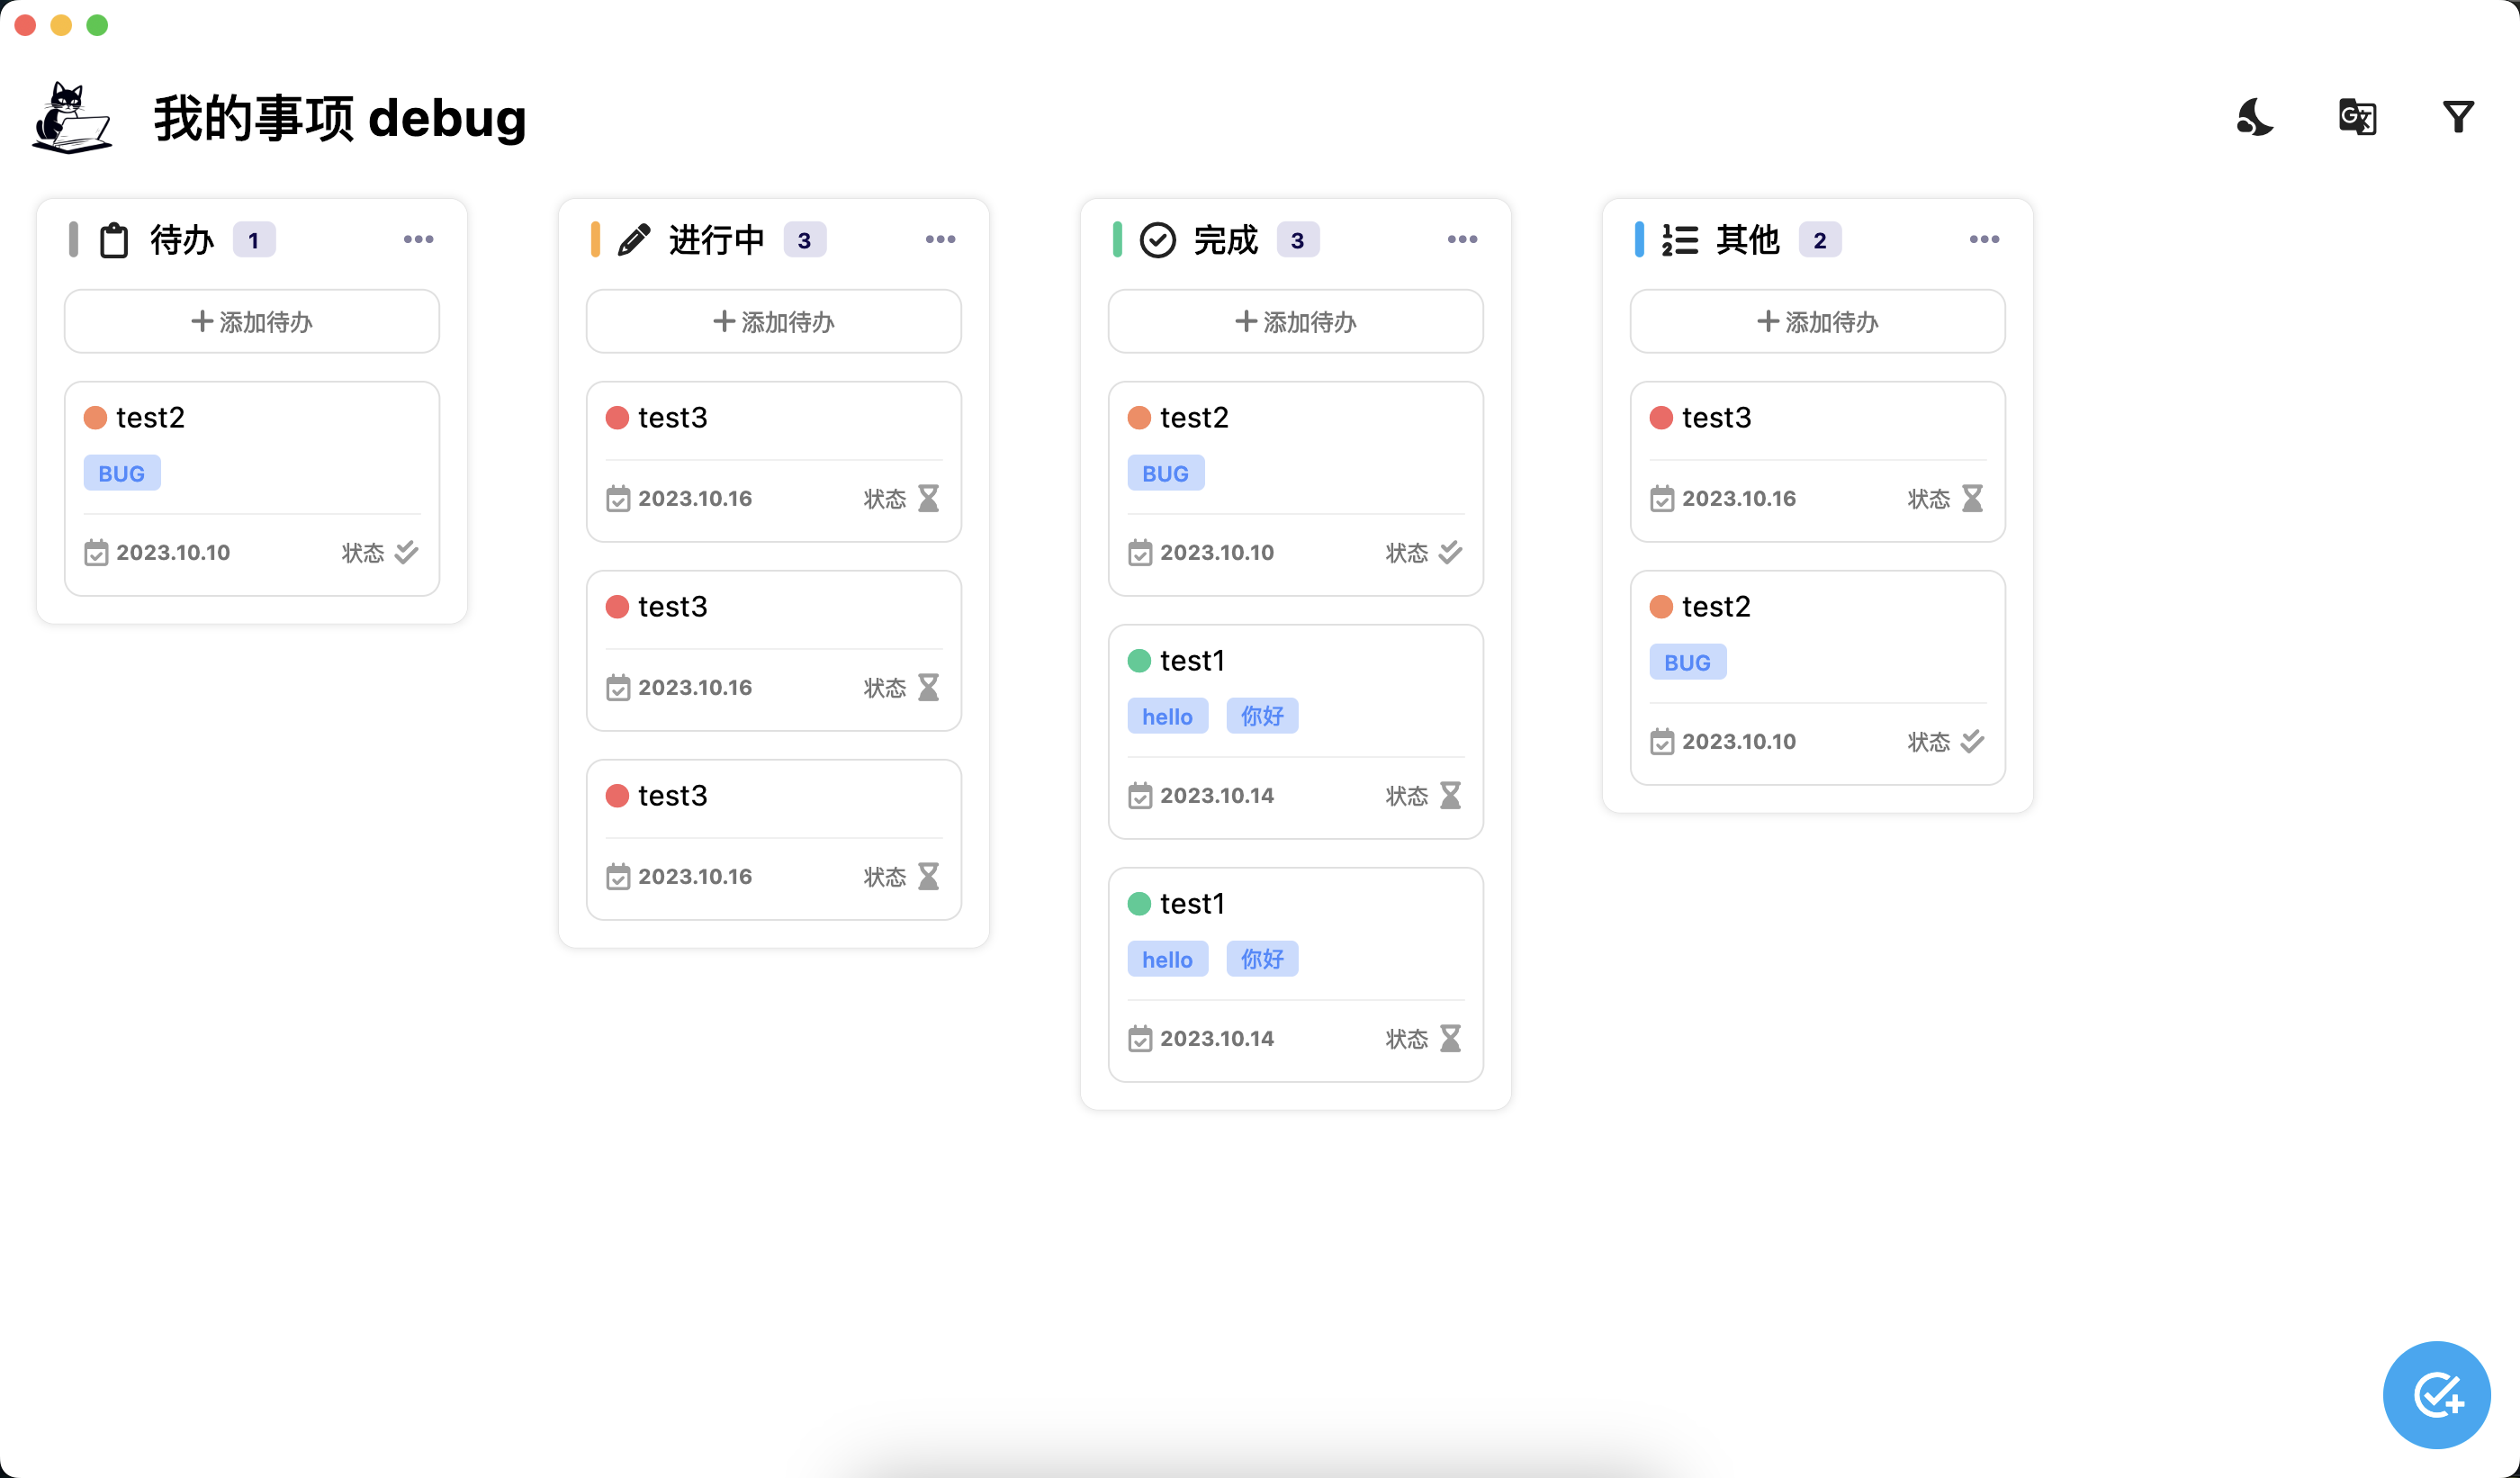 我的事项 debug
待办 1
添加待办
test2
BUG
2023.10.10 状态
进行中 3
添加待办
test3
2023.10.16 状态
test3
2023.10.16 状态
test3
2023.10.16 状态
完成 3
添加待办
test2
BUG
2023.10.10 状态
test1
hello 你好
2023.10.14 状态
test1
hello 你好
2023.10.14 状态
其他 2
添加待办
test3
2023.10.16 状态
test2
BUG
2023.10.10 状态